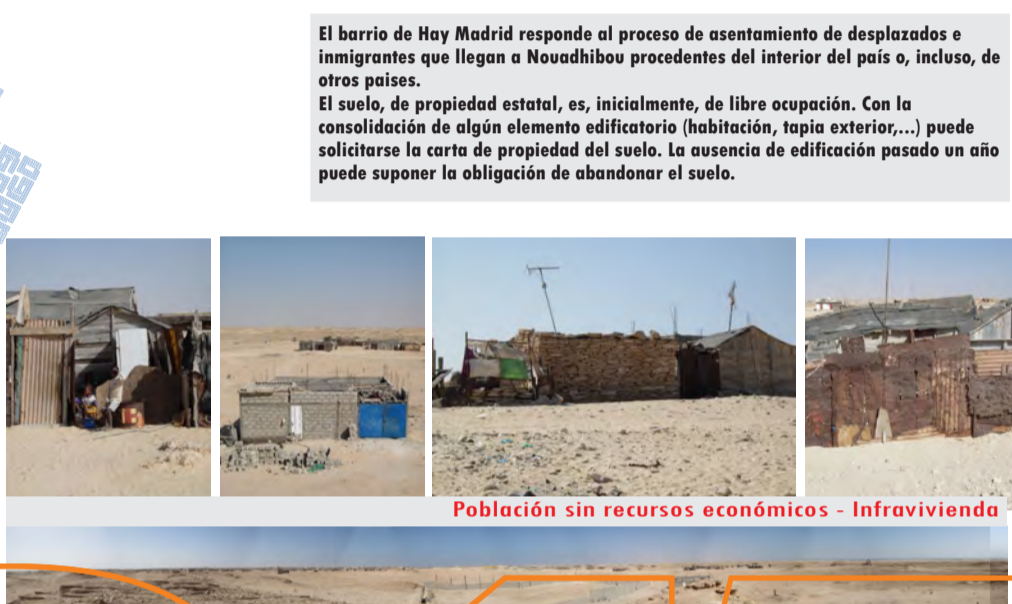 El barrio de Hay Madrid responde al proceso de asentamiento de desplazados e
inmigrantes que llegan a Nouadhibou procedentes del interior del país o, incluso, de
otros paises.
El suelo, de propiedad estatal, es, inicialmente, de libre ocupación. Con la
consolidación de algún elemento edificatorio (habitación, tapia exterior,...) puede
solicitarse la carta de propiedad del suelo. La ausencia de edificación pasado un año
puede suponer la obligación de abandonar el suelo.
Población sin recursos económicos - Infravivienda